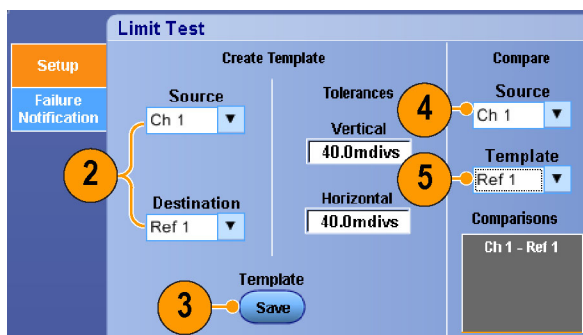 Limit Test
Setup
Failure
Notification
Create Template
Source
Ch 1
2
Destination
Ref 1
Tolerances
Vertical
40.0mdivs
Horizontal
40.0mdivs
Template
3
Save
Compare
Source
4
Ch 1
Template
5
Ref 1
Comparisons
Ch 1 - Ref 1